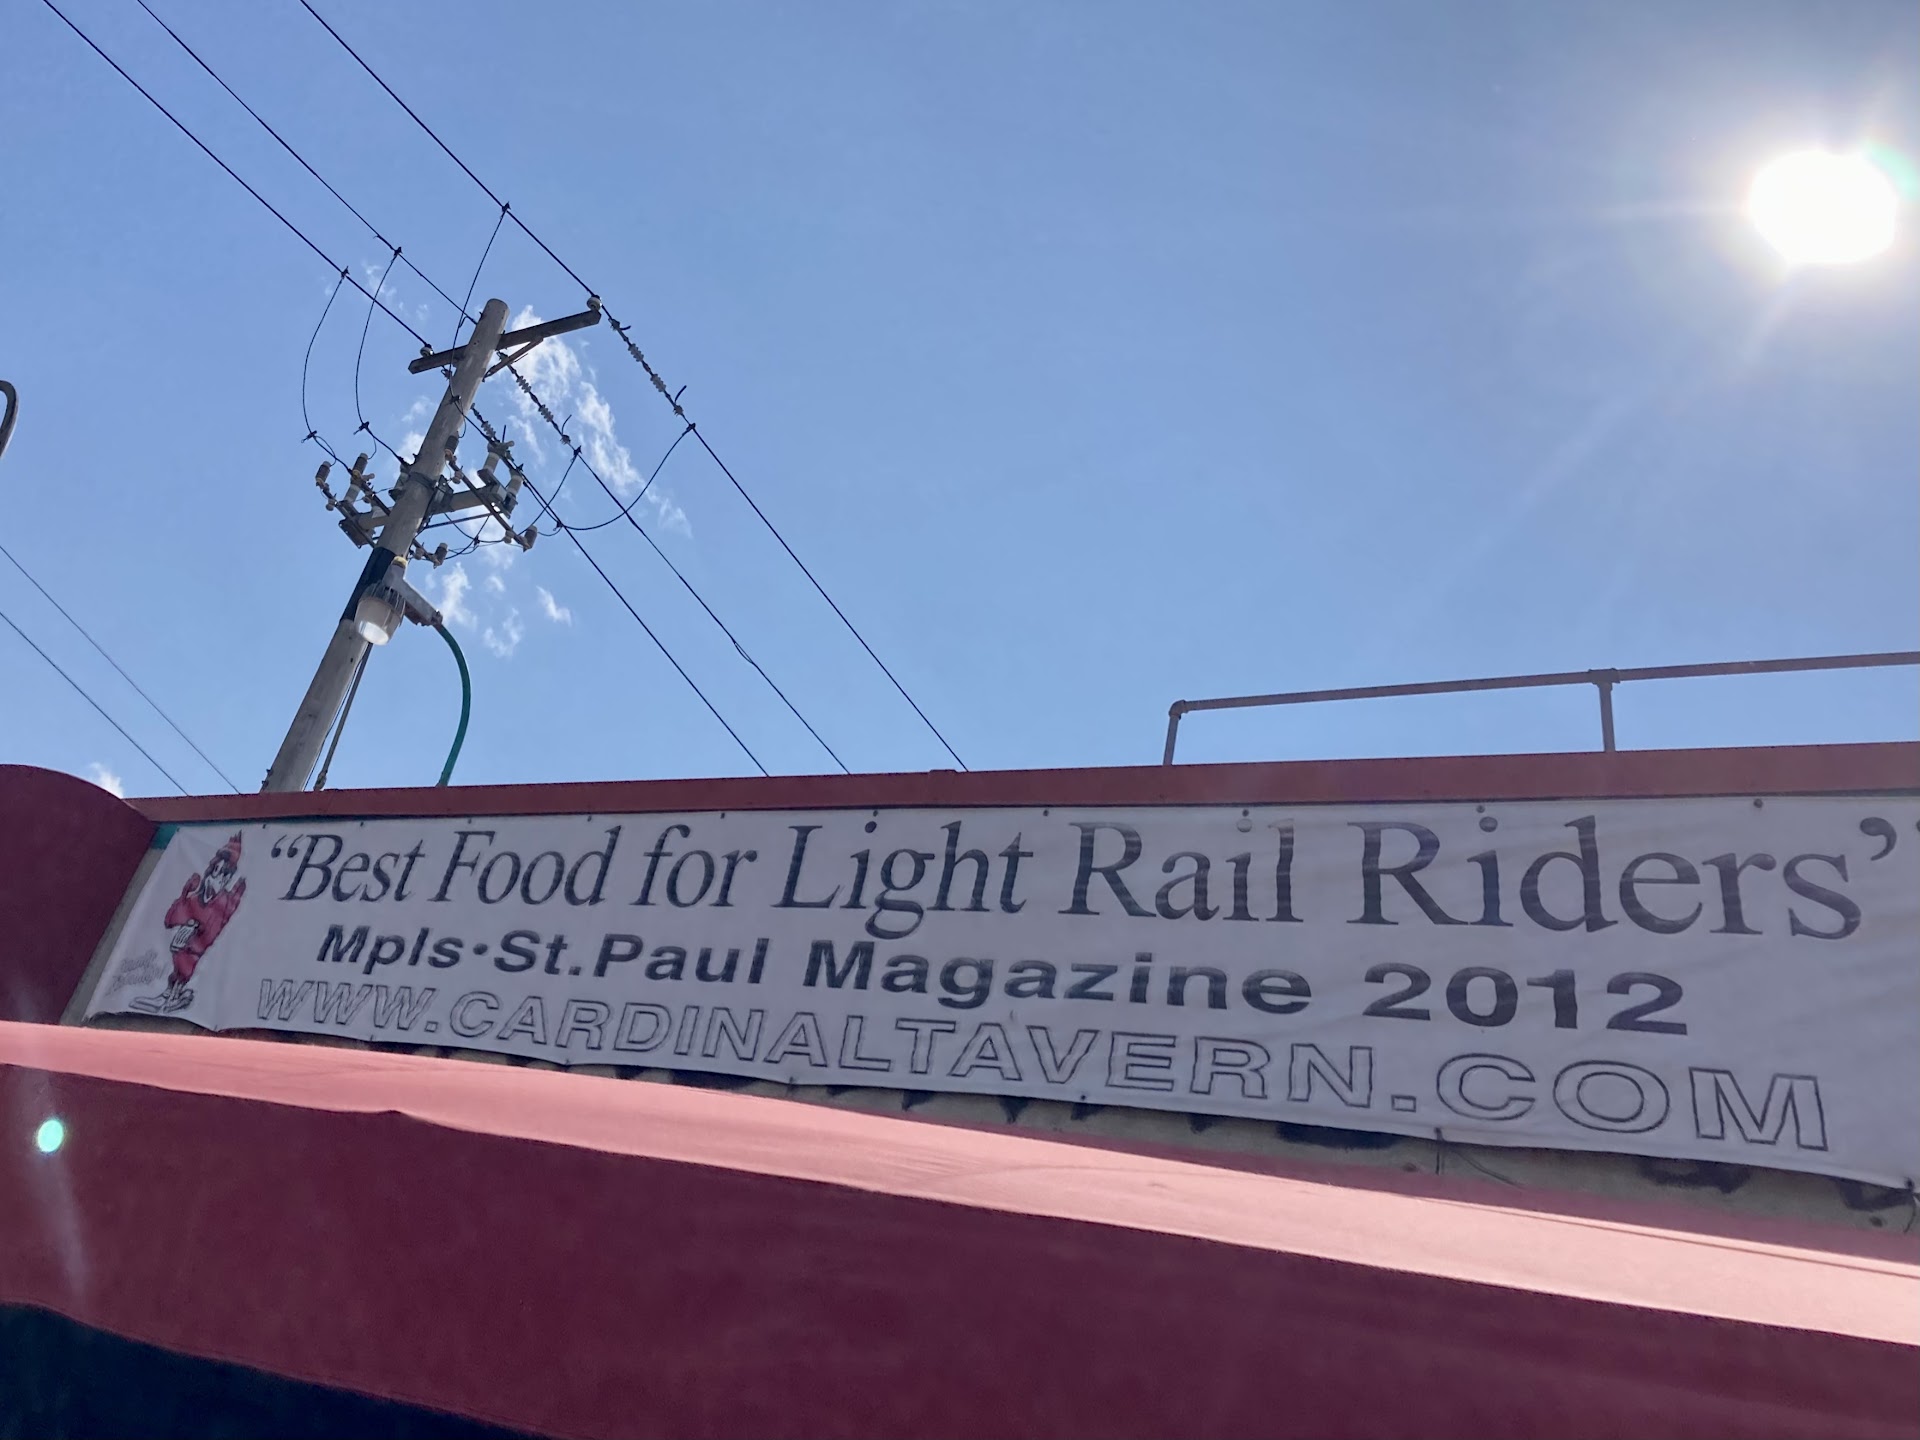 “Best Food for Light Rail Riders’
Mpls·St.Paul Magazine 2012
WWW.CARDINALTAVERN.COM